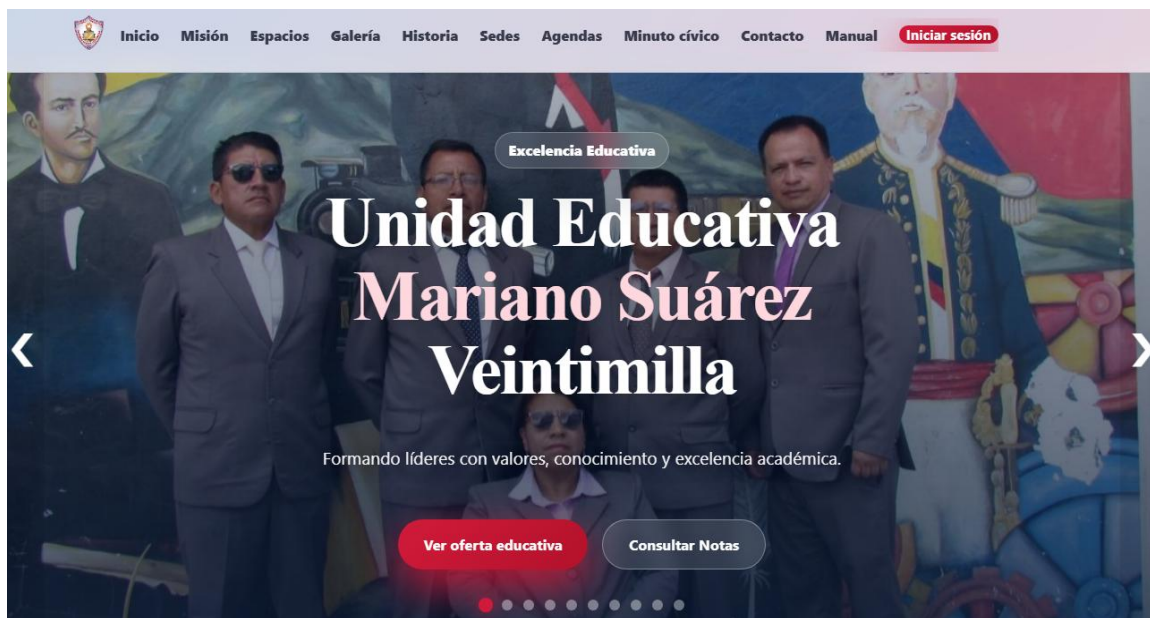 Inicio Misión Espacios Galería Historia Sedes Agendas Minuto cívico Contacto Manual Iniciar sesión
Excelencia Educativa
Unidad Educativa
Mariano Suárez
Veintimilla
Formando líderes con valores, conocimiento y excelencia académica.
Ver oferta educativa Consultar Notas